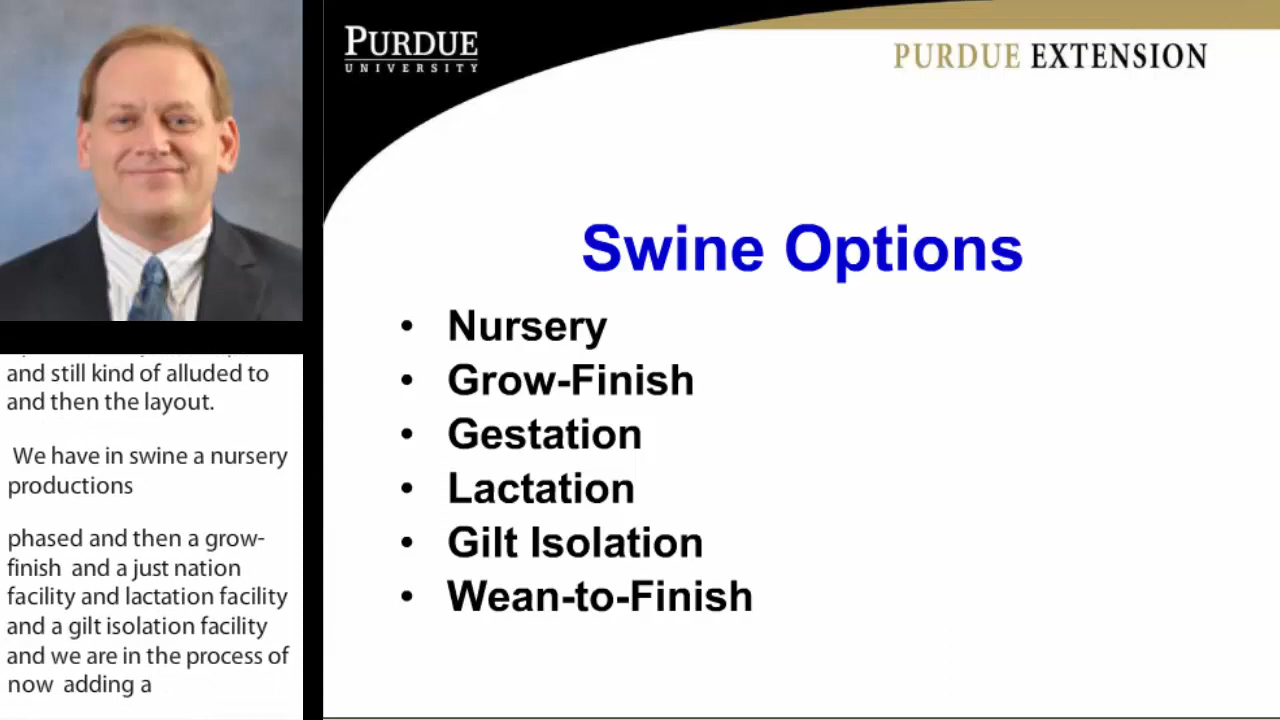 PURDUE
UNIVERSITY
PURDUE EXTENSION
Swine Options
• Nursery
• Grow-Finish
• Gestation
• Lactation
• Gilt Isolation
• Wean-to-Finish
and still kind of alluded to
and then the layout.
We have in swine a nursery
productions
phased and then a grow-
finish and a just nation
facility and lactation facility
and a gilt isolation facility
and we are in the process of
now adding a